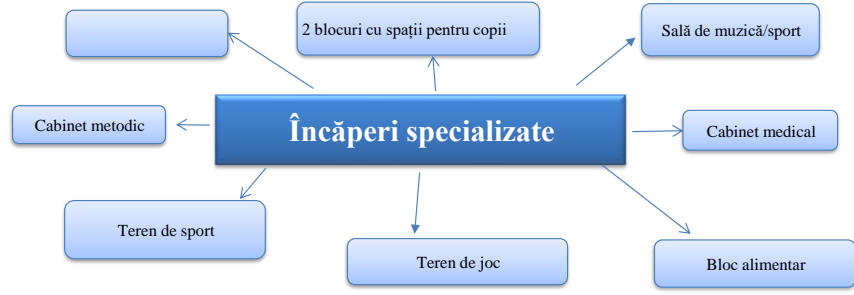 2 blocuri cu spații pentru copii
Sală de muzică/sport
Cabinet metodic
Încăperi specializate
Cabinet medical
Teren de sport
Teren de joc
Bloc alimentar